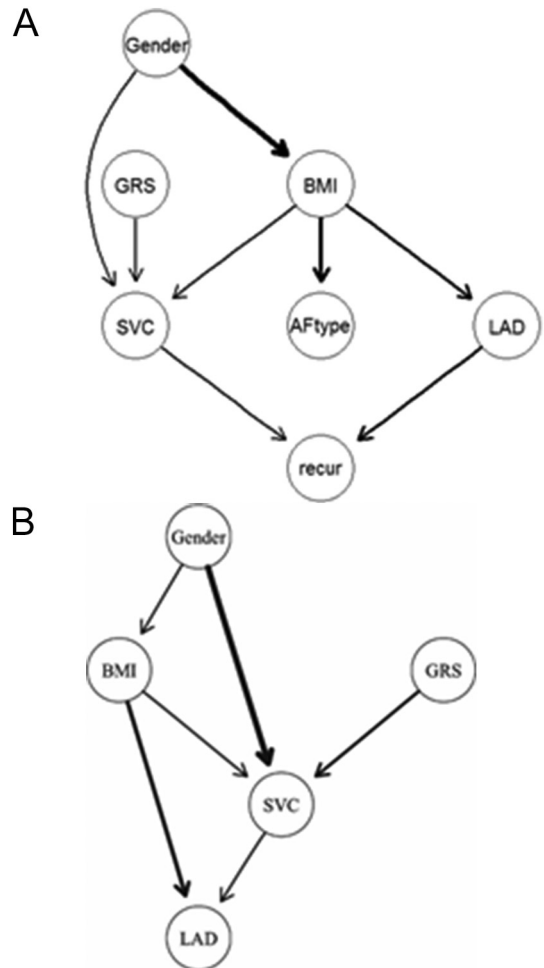 A
Gender
GRS
BMI
SVC
AFtype
LAD
recur
B
Gender
BMI
GRS
SVC
LAD